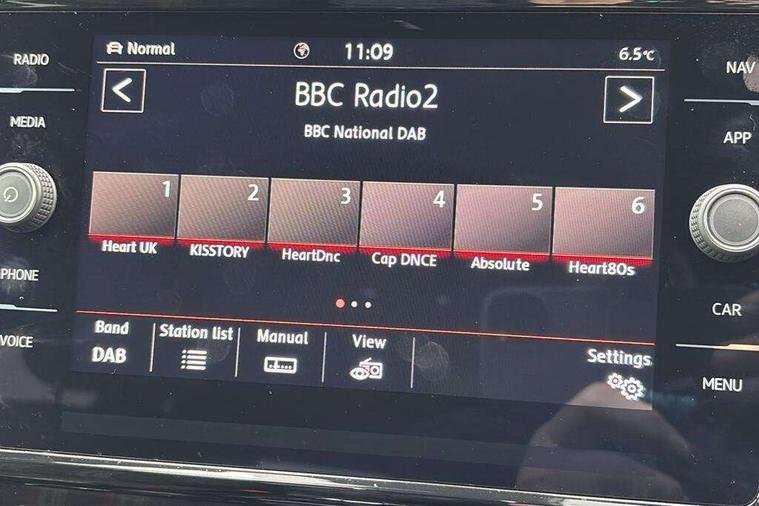 RADIO
MEDIA
PHONE
VOICE
Normal
11:09
6.5°C
BBC Radio2
BBC National DAB
1
2
3
4
5
6
Heart UK
KISSTORY
HeartDnc
Cap DNCE
Absolute
Heart80s
Band
DAB
Station list
Manual
View
Settings
NAV
APP
CAR
MENU